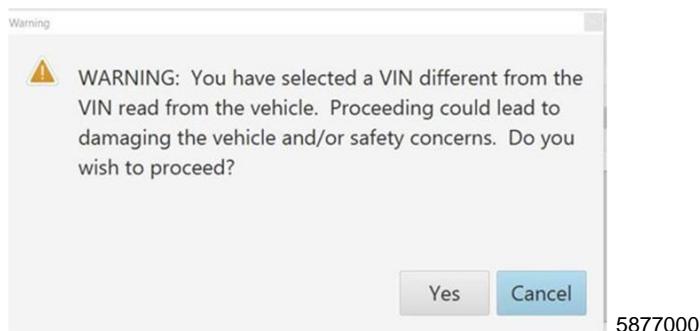 Warning
WARNING: You have selected a VIN different from the
VIN read from the vehicle. Proceeding could lead to
damaging the vehicle and/or safety concerns. Do you
wish to proceed?
Yes Cancel
5877000